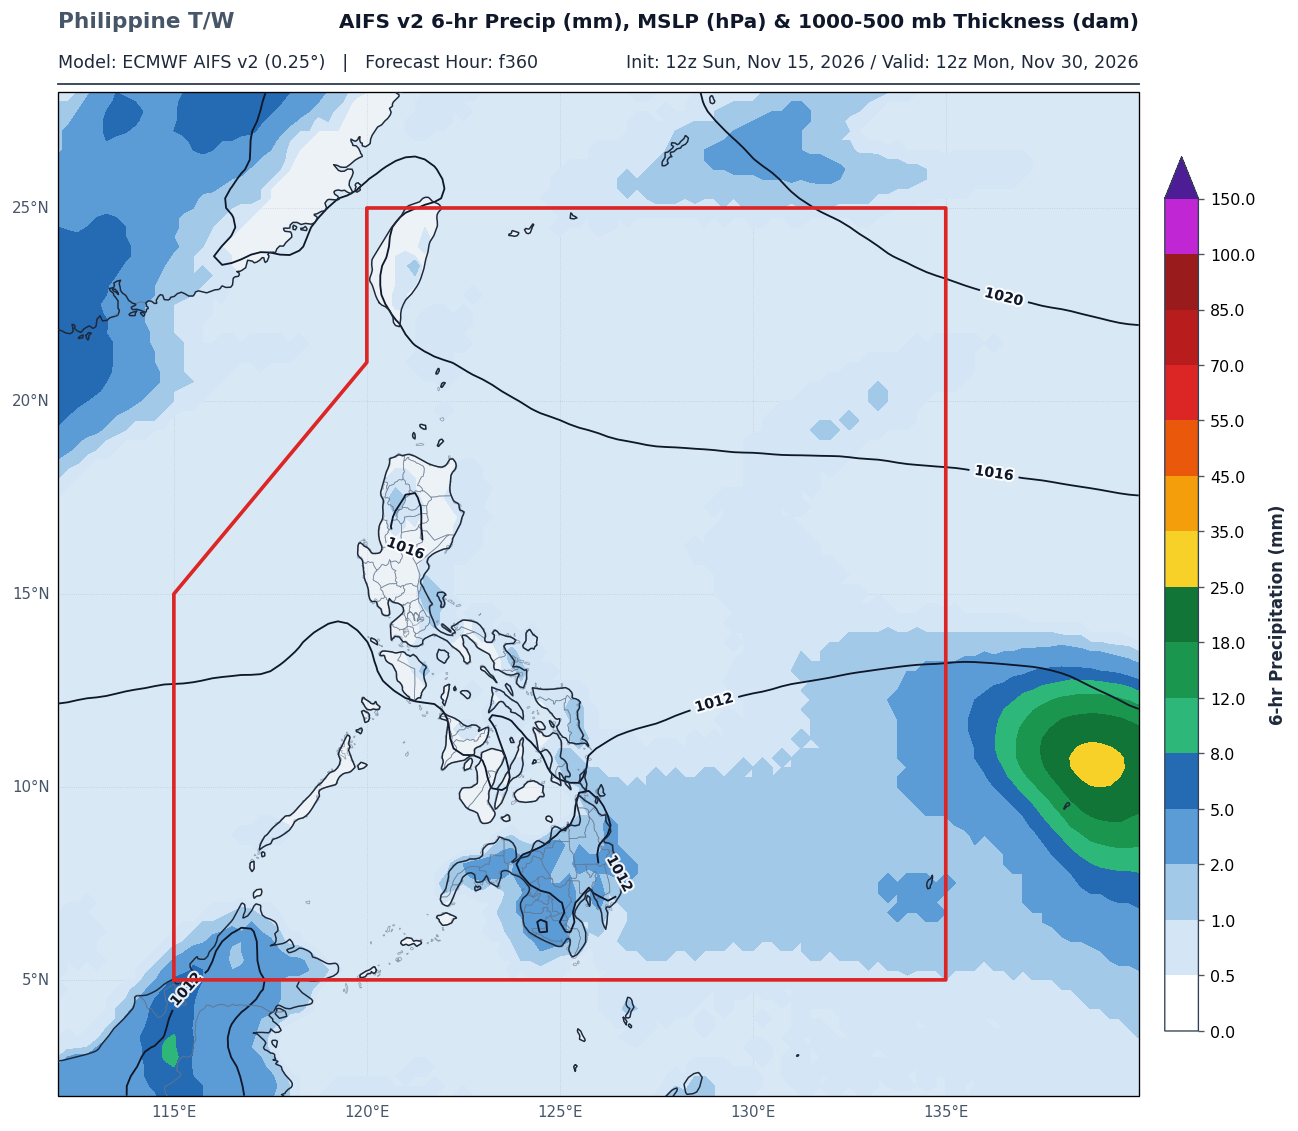 Philippine T/W
AIFS v2 6-hr Precip (mm), MSLP (hPa) & 1000-500 mb Thickness (dam)
Model: ECMWF AIFS v2 (0.25°) | Forecast Hour: f360
Init: 12z Sun, Nov 15, 2026 / Valid: 12z Mon, Nov 30, 2026
25°N
20°N
15°N
10°N
5°N
1020
1016
1016
1012
1012
1012
115°E
120°E
125°E
130°E
135°E
150.0
100.0
85.0
70.0
55.0
45.0
35.0
25.0
18.0
12.0
8.0
5.0
2.0
1.0
0.5
0.0
6-hr Precipitation (mm)